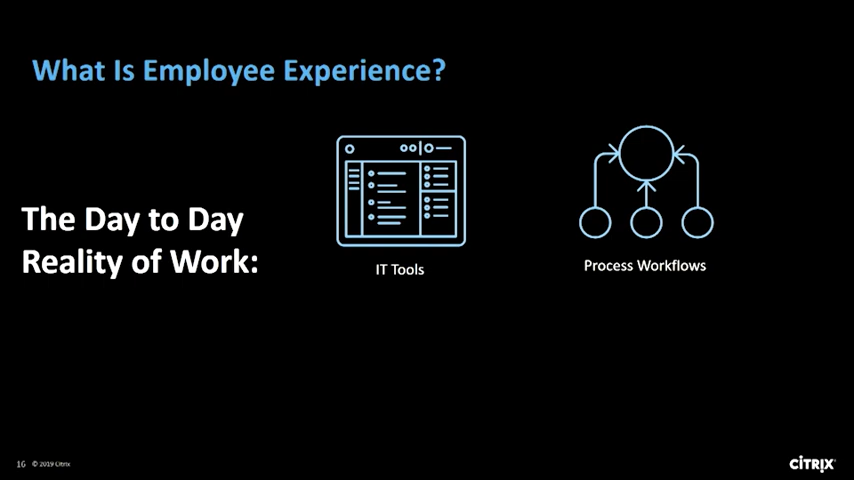 What Is Employee Experience?
The Day to Day
Reality of Work:
IT Tools
Process Workflows
16 © 2019 Citrix
CITRIX